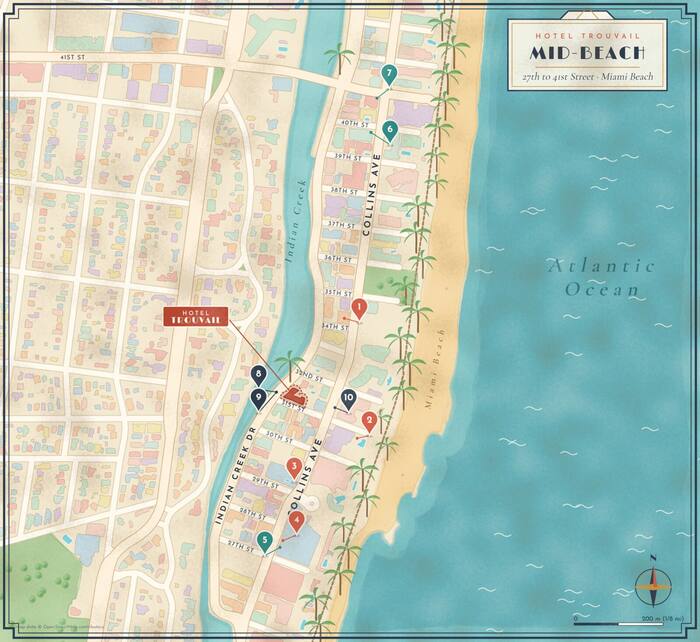 HOTEL TROUVAIL
MID-BEACH
27th to 41st Street · Miami Beach
41ST ST
7
40TH ST
6
39TH ST
COLLINS AVE
38TH ST
Indian Creek
37TH ST
36TH ST
Atlantic
Ocean
35TH ST
1
34TH ST
HOTEL
TROUVAIL
Miami Beach
8
32ND ST
9
31ST ST
10
2
30TH ST
INDIAN CREEK DR
COLLINS AVE
3
29TH ST
28TH ST
4
27TH ST
5
N
0
200 m (1/8 mi)